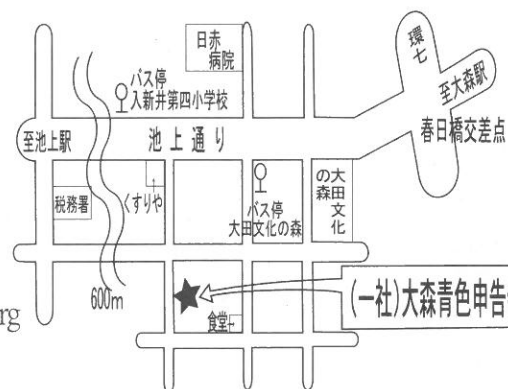 日赤
病院
環七
至大森駅
バス停
入新井第四小学校
至池上駅
池上通り
春日橋交差点
税務署
くすりや
バス停
大田文化の森
大田文化
の森
600m
(一社)大森青色申告
食堂
rg